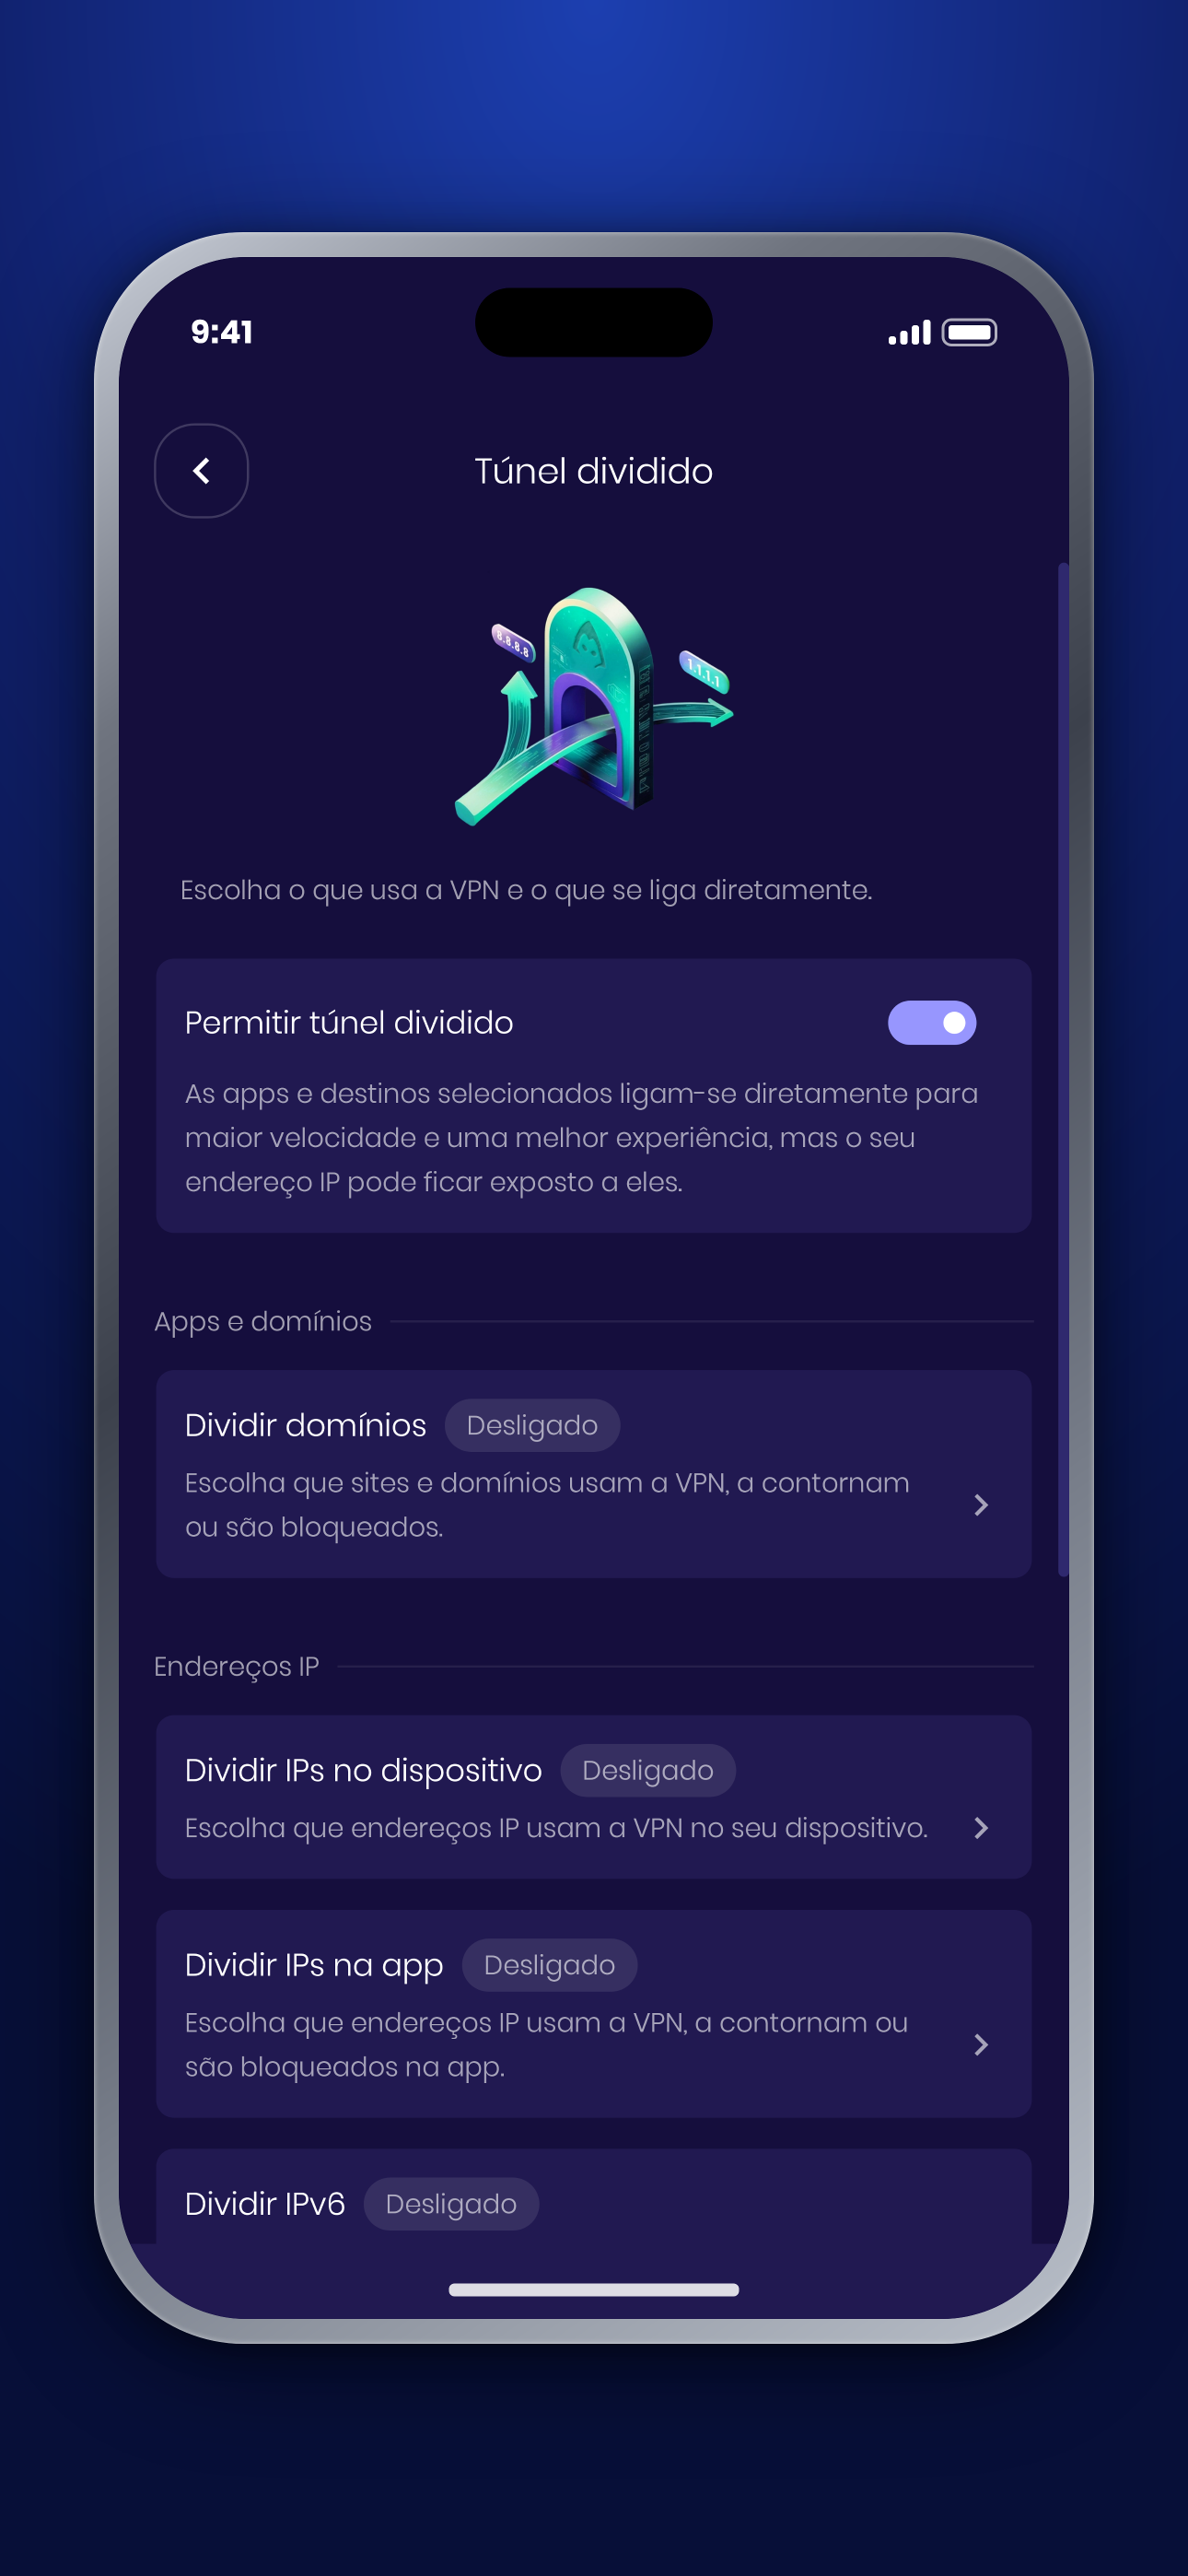 9:41
Túnel dividido
8.8.8.8
1.1.1.1
Escolha o que usa a VPN e o que se liga diretamente.
Permitir túnel dividido
As apps e destinos selecionados ligam-se diretamente para
maior velocidade e uma melhor experiência, mas o seu
endereço IP pode ficar exposto a eles.
Apps e domínios
Dividir domínios Desligado
Escolha que sites e domínios usam a VPN, a contornam
ou são bloqueados.
Endereços IP
Dividir IPs no dispositivo Desligado
Escolha que endereços IP usam a VPN no seu dispositivo.
Dividir IPs na app Desligado
Escolha que endereços IP usam a VPN, a contornam ou
são bloqueados na app.
Dividir IPv6 Desligado